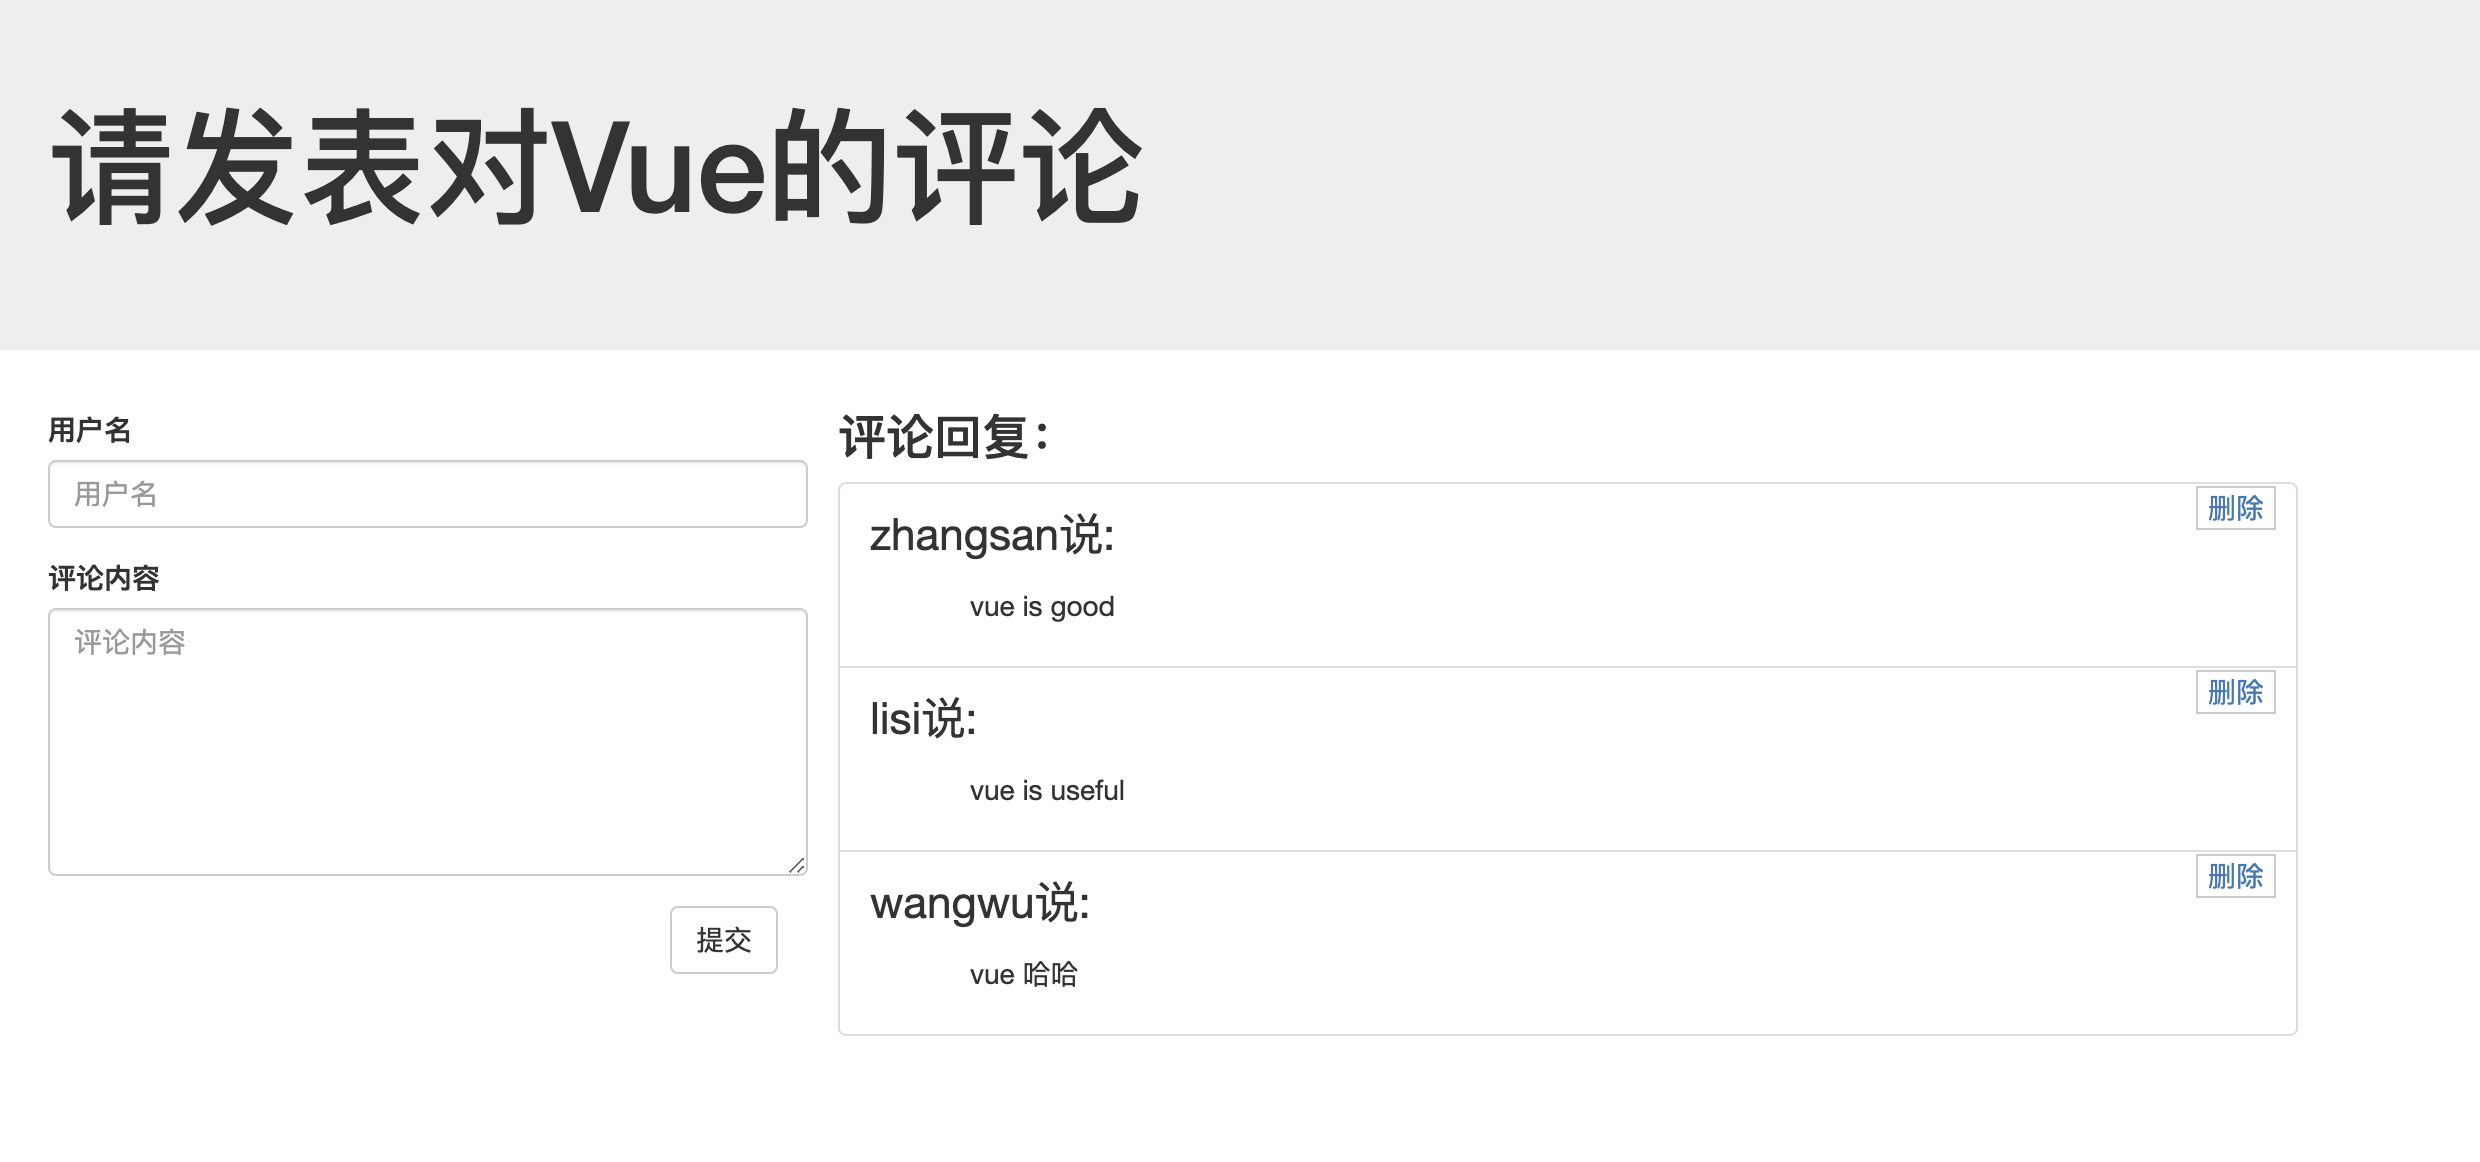 请发表对Vue的评论
用户名
用户名
评论内容
评论内容
提交
评论回复：
zhangsan说:
删除
vue is good
lisi说:
删除
vue is useful
wangwu说:
删除
vue 哈哈